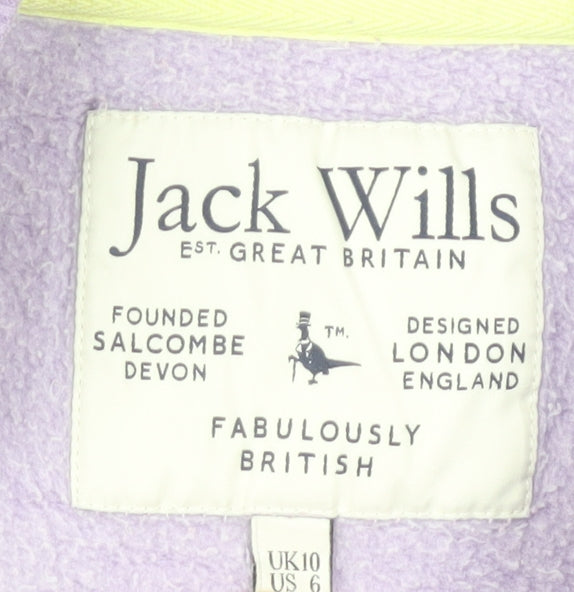 Jack Wills
EST. GREAT BRITAIN
FOUNDED
SALCOMBE
DEVON
TM.
DESIGNED
LONDON
ENGLAND
FABULOUSLY
BRITISH
UK10
US 6